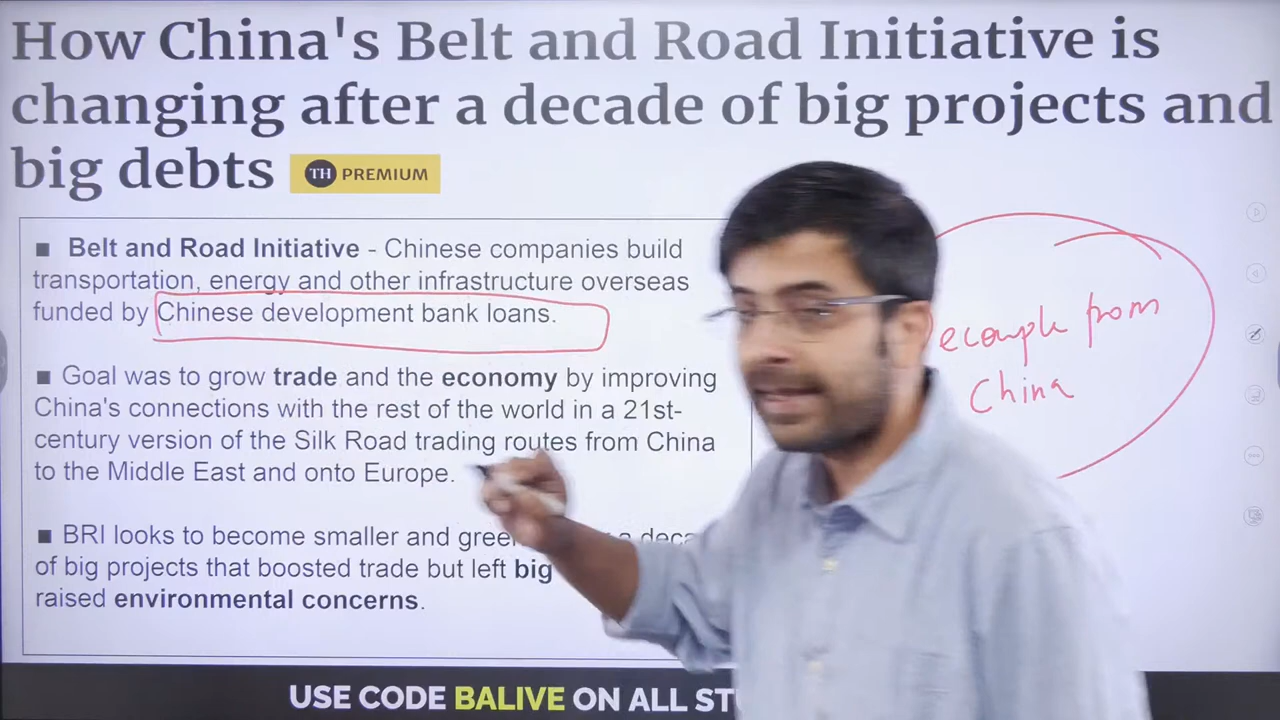 How China's Belt and Road Initiative is
changing after a decade of big projects and
big debts TH PREMIUM
■ Belt and Road Initiative - Chinese companies build
transportation, energy and other infrastructure overseas
funded by Chinese development bank loans.
■ Goal was to grow trade and the economy by improving
China's connections with the rest of the world in a 21st-
century version of the Silk Road trading routes from China
to the Middle East and onto Europe.
■ BRI looks to become smaller and
of big projects that boosted trade but left big
raised environmental concerns.
ecouple from
China
USE CODE BALIVE ON ALL